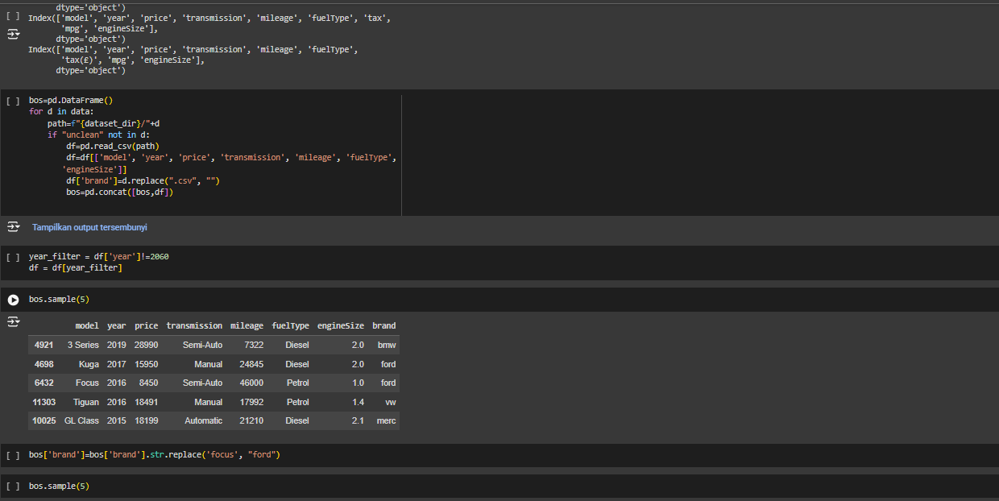 dtype='object')
[ ] Index(['model', 'year', 'price', 'transmission', 'mileage', 'fuelType', 'tax',
'mpg', 'engineSize'],
dtype='object')
Index(['model', 'year', 'price', 'transmission', 'mileage', 'fuelType',
'tax(£)', 'mpg', 'engineSize'],
dtype='object')
[ ] bos=pd.DataFrame()
for d in data:
path=f"{dataset_dir}/"+d
if "unclean" not in d:
df=pd.read_csv(path)
df=df[['model', 'year', 'price', 'transmission', 'mileage', 'fuelType',
'engineSize']]
df['brand']=d.replace(".csv", "")
bos=pd.concat([bos,df])
Tampilkan output tersembunyi
[ ] year_filter = df['year']!=2060
df = df[year_filter]
bos.sample(5)
model year price transmission mileage fuelType engineSize brand
4921 3 Series 2019 28990 Semi-Auto 7322 Diesel 2.0 bmw
4698 Kuga 2017 15950 Manual 24845 Diesel 2.0 ford
6432 Focus 2016 8450 Semi-Auto 46000 Petrol 1.0 ford
11303 Tiguan 2016 18491 Manual 17992 Petrol 1.4 vw
10025 GL Class 2015 18199 Automatic 21210 Diesel 2.1 merc
[ ] bos['brand']=bos['brand'].str.replace('focus', "ford")
[ ] bos.sample(5)